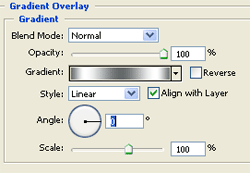 Gradient Overlay
Gradient
Blend Mode: Normal
Opacity: 100 %
Gradient: Reverse
Style: Linear Align with Layer
Angle: 0 °
Scale: 100 %